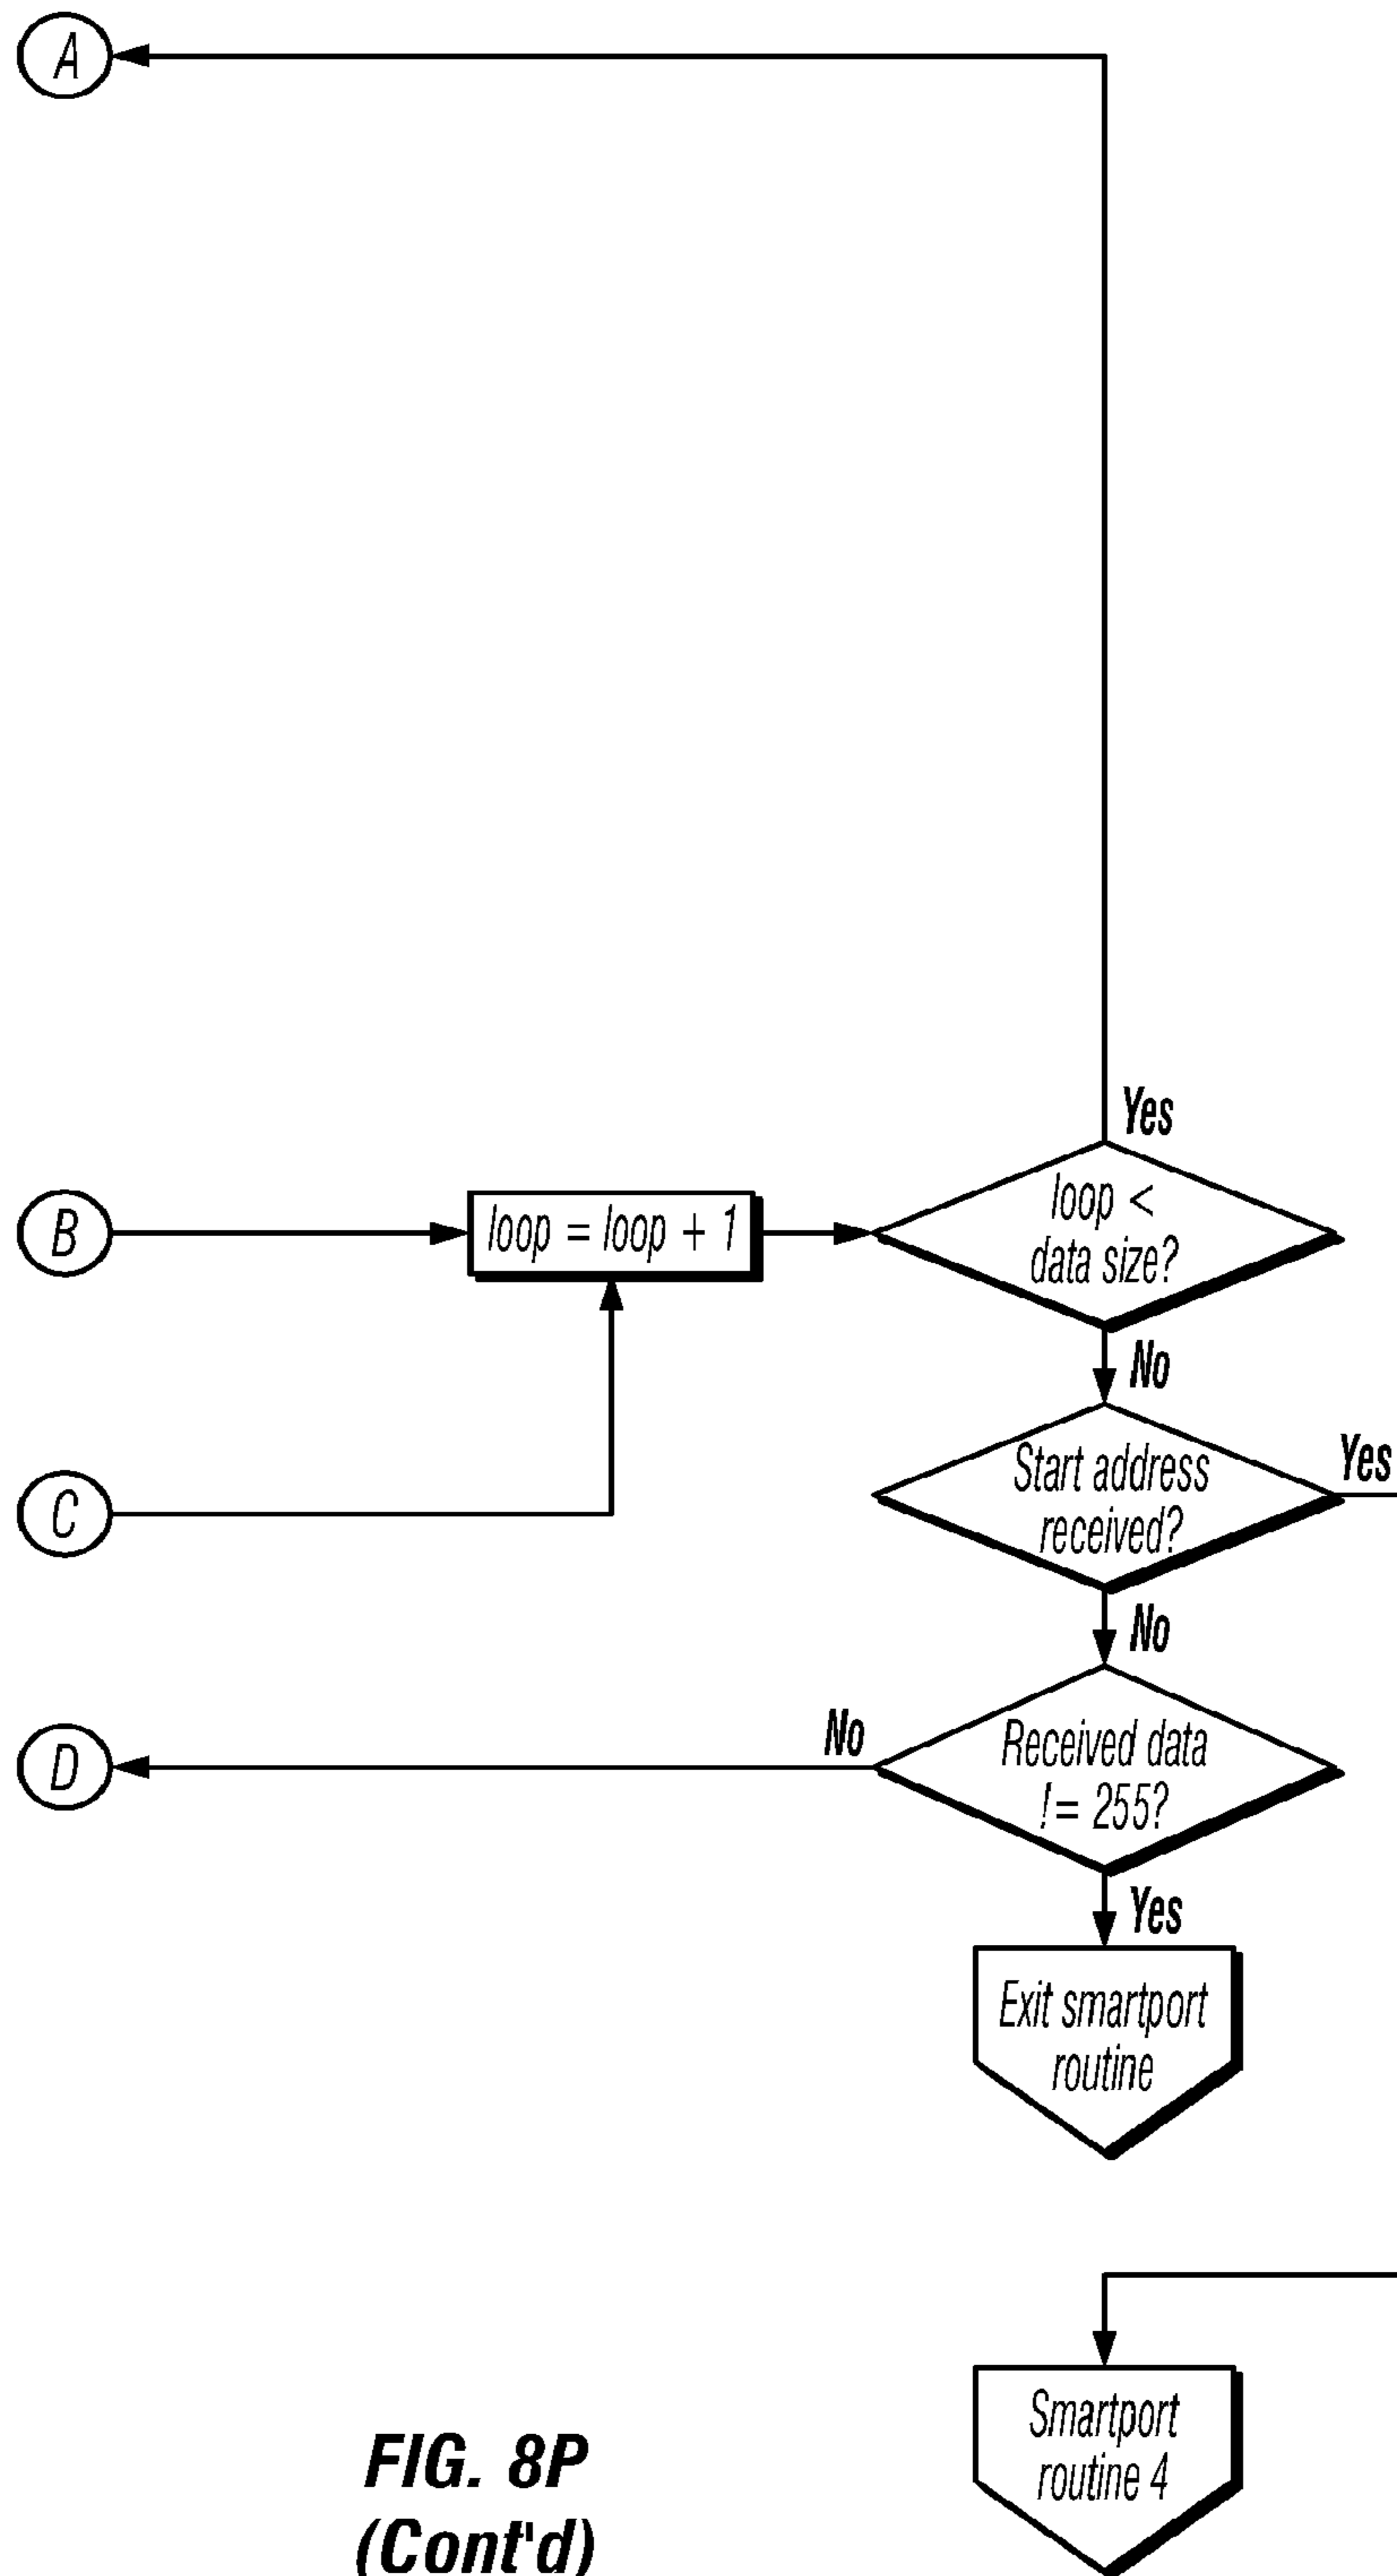 A
Yes
B
loop = loop + 1
loop <
data size?
No
C
Start address
received?
Yes
No
D
No
Received data
!= 255?
Yes
Exit smartport
routine
Smartport
routine 4
FIG. 8P
(Cont'd)